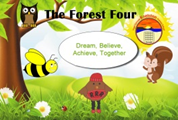 The Forest Four
Dream, Believe,
Achieve, Together